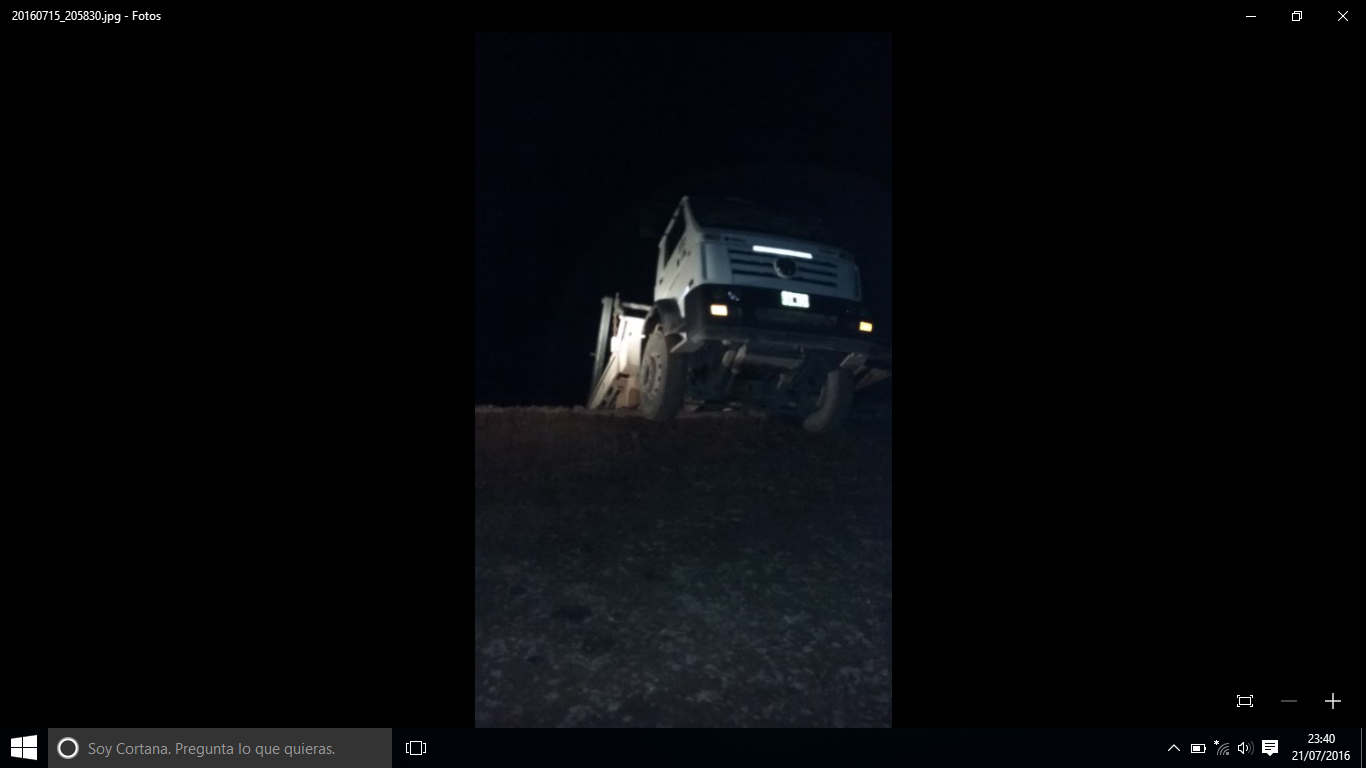 20160715_205830.jpg - Fotos
Soy Cortana. Pregunta lo que quieras.
23:40
21/07/2016